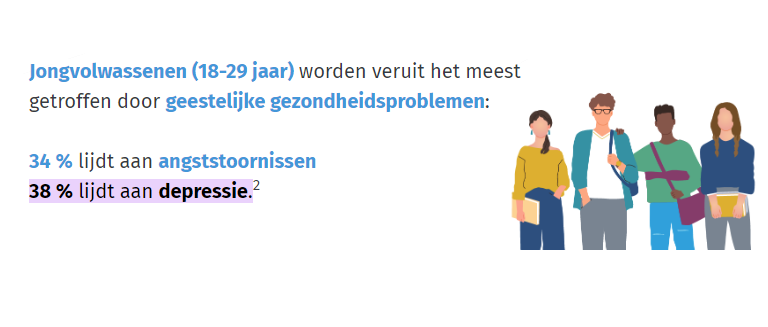 Jongvolwassenen (18-29 jaar) worden veruit het meest
getroffen door geestelijke gezondheidsproblemen:
34 % lijdt aan angststoornissen
38 % lijdt aan depressie.²